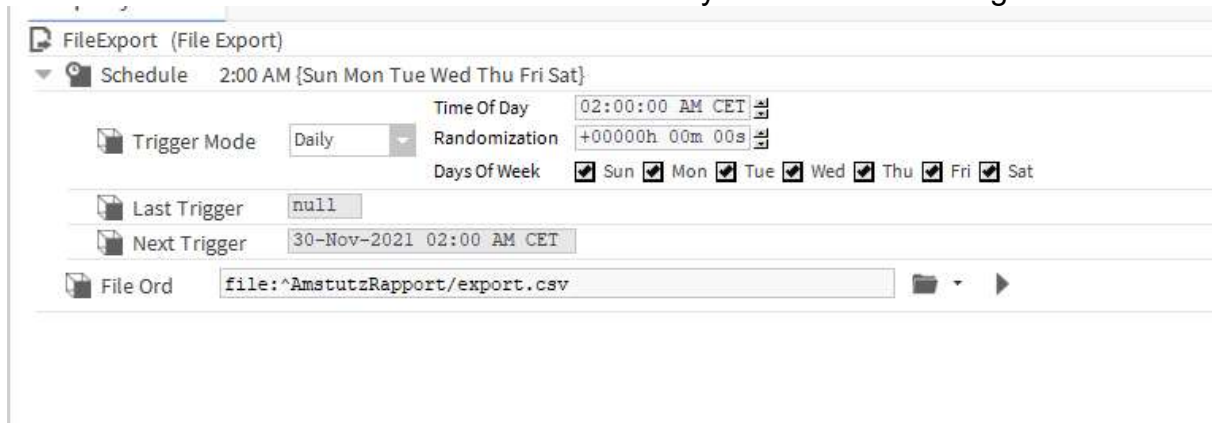 FileExport (File Export)
Schedule 2:00 AM {Sun Mon Tue Wed Thu Fri Sat}
Time Of Day 02:00:00 AM CET
Trigger Mode Daily Randomization +00000h 00m 00s
Days Of Week Sun Mon Tue Wed Thu Fri Sat
Last Trigger null
Next Trigger 30-Nov-2021 02:00 AM CET
File Ord file:^AmstutzRapport/export.csv